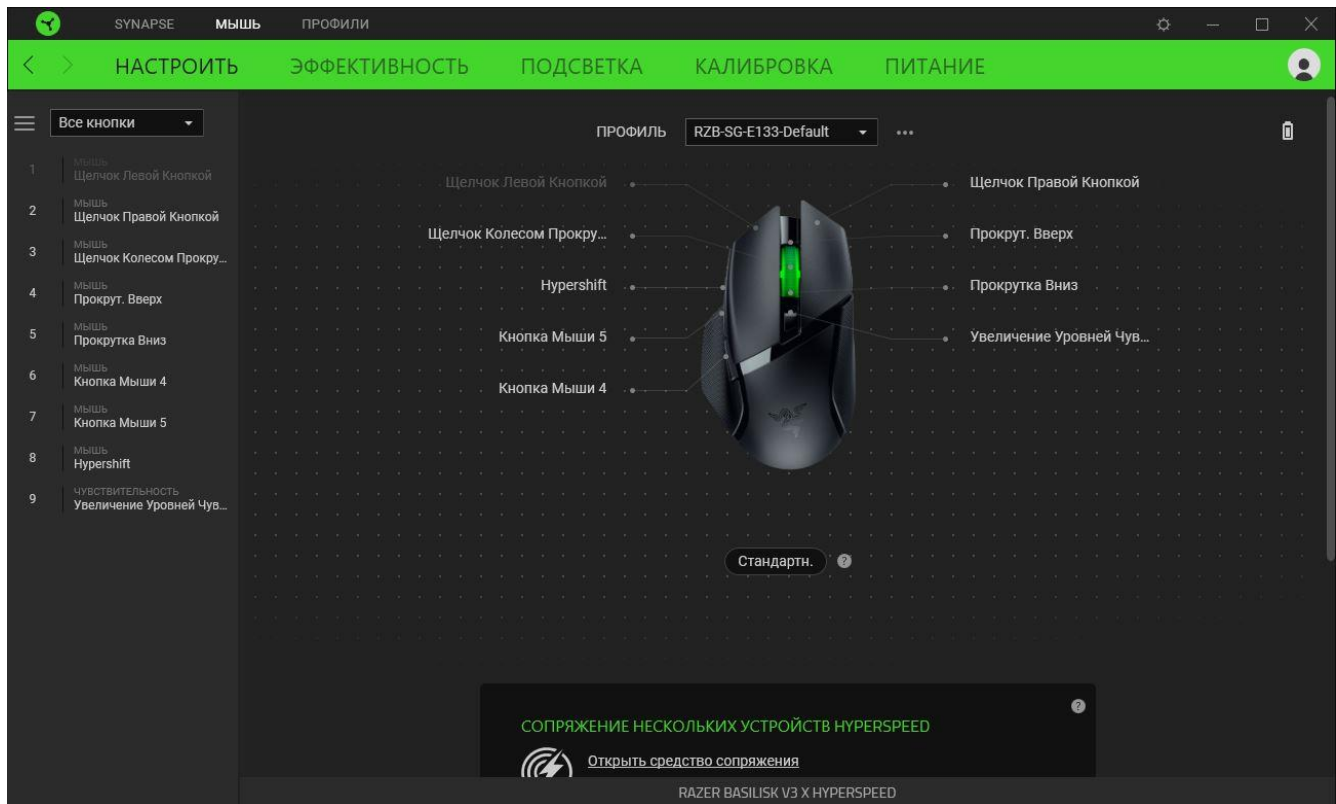 SYNAPSE МЫШЬ ПРОФИЛИ
НАСТРОИТЬ ЭФФЕКТИВНОСТЬ ПОДСВЕТКА КАЛИБРОВКА ПИТАНИЕ
Все кнопки
ПРОФИЛЬ RZB-SG-E133-Default
1 МЫШЬ
Щелчок Левой Кнопкой
2 МЫШЬ
Щелчок Правой Кнопкой
3 МЫШЬ
Щелчок Колесом Прокру...
4 МЫШЬ
Прокрут. Вверх
5 МЫШЬ
Прокрутка Вниз
6 МЫШЬ
Кнопка Мыши 4
7 МЫШЬ
Кнопка Мыши 5
8 МЫШЬ
Hypershift
9 ЧУВСТВИТЕЛЬНОСТЬ
Увеличение Уровней Чув...
Щелчок Левой Кнопкой
Щелчок Колесом Прокру...
Hypershift
Кнопка Мыши 5
Кнопка Мыши 4
Щелчок Правой Кнопкой
Прокрут. Вверх
Прокрутка Вниз
Увеличение Уровней Чув...
Стандартн. ?
?
СОПРЯЖЕНИЕ НЕСКОЛЬКИХ УСТРОЙСТВ HYPERSPEED
Открыть средство сопряжения
RAZER BASILISK V3 X HYPERSPEED